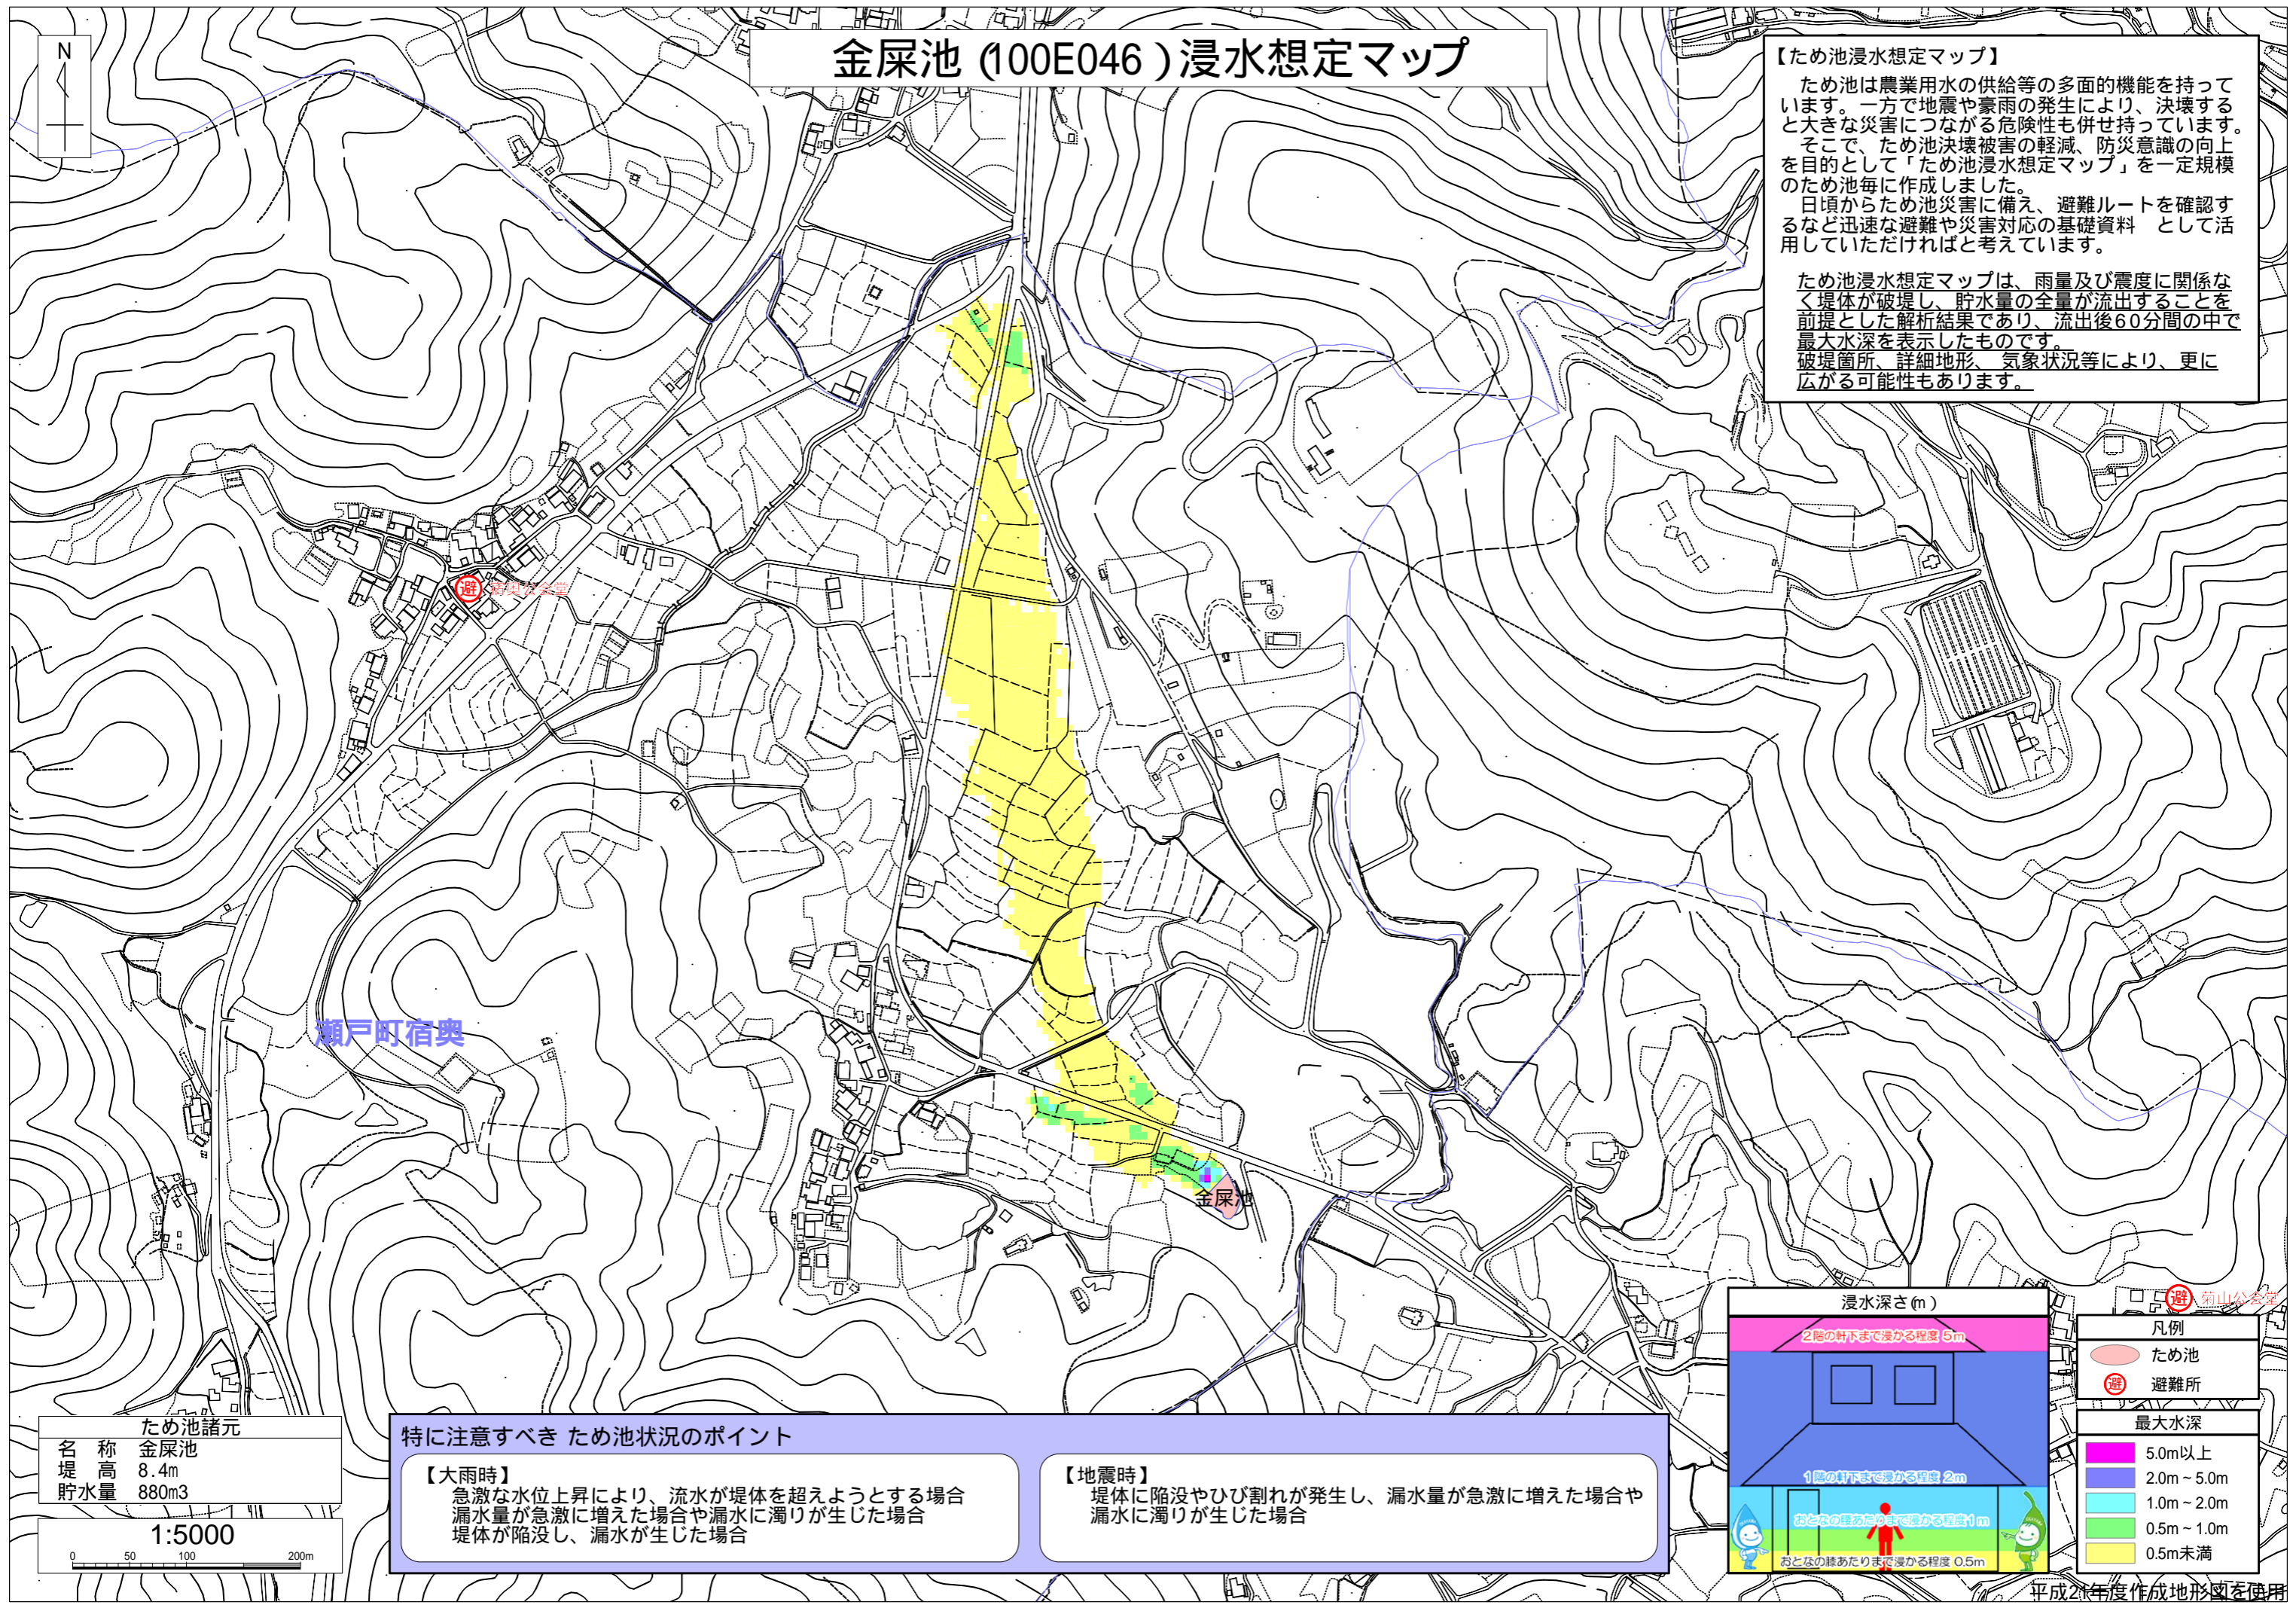 N
金屎池 (100E046 ) 浸水想定マップ
【ため池浸水想定マップ】
ため池は農業用水の供給等の多面的機能を持って
います。一方で地震や豪雨の発生により、決壊する
と大きな災害につながる危険性も併せ持っています。
そこで、ため池決壊被害の軽減、防災意識の向上
を目的として「ため池浸水想定マップ」を一定規模
のため池毎に作成しました。
日頃からため池災害に備え、避難ルートを確認す
るなど迅速な避難や災害対応の基礎資料　として活
用していただければと考えています。
ため池浸水想定マップは、雨量及び震度に関係な
く堤体が破堤し、貯水量の全量が流出することを
前提とした解析結果であり、流出後60分間の中で
最大水深を表示したものです。
破堤箇所、詳細地形、気象状況等により、更に
広がる可能性もあります。
避
瀬戸町宿奥
金屎池
避 菊山公会堂
ため池諸元
名　称　金屎池
堤　高　8.4m
貯水量　880m3
1:5000
0 50 100 200m
特に注意すべき ため池状況のポイント
【大雨時】
急激な水位上昇により、流水が堤体を超えようとする場合
漏水量が急激に増えた場合や漏水に濁りが生じた場合
堤体が陥没し、漏水が生じた場合
【地震時】
堤体に陥没やひび割れが発生し、漏水量が急激に増えた場合や
漏水に濁りが生じた場合
浸水深さ(m)
2階の軒下まで浸かる程度 5m
1階の軒下まで浸かる程度 2m
おとなの腰あたりまで浸かる程度1m
おとなの膝あたりまで浸かる程度 0.5m
凡例
ため池
避 避難所
最大水深
5.0m以上
2.0m～5.0m
1.0m～2.0m
0.5m～1.0m
0.5m未満
平成21年度作成地形図を使用